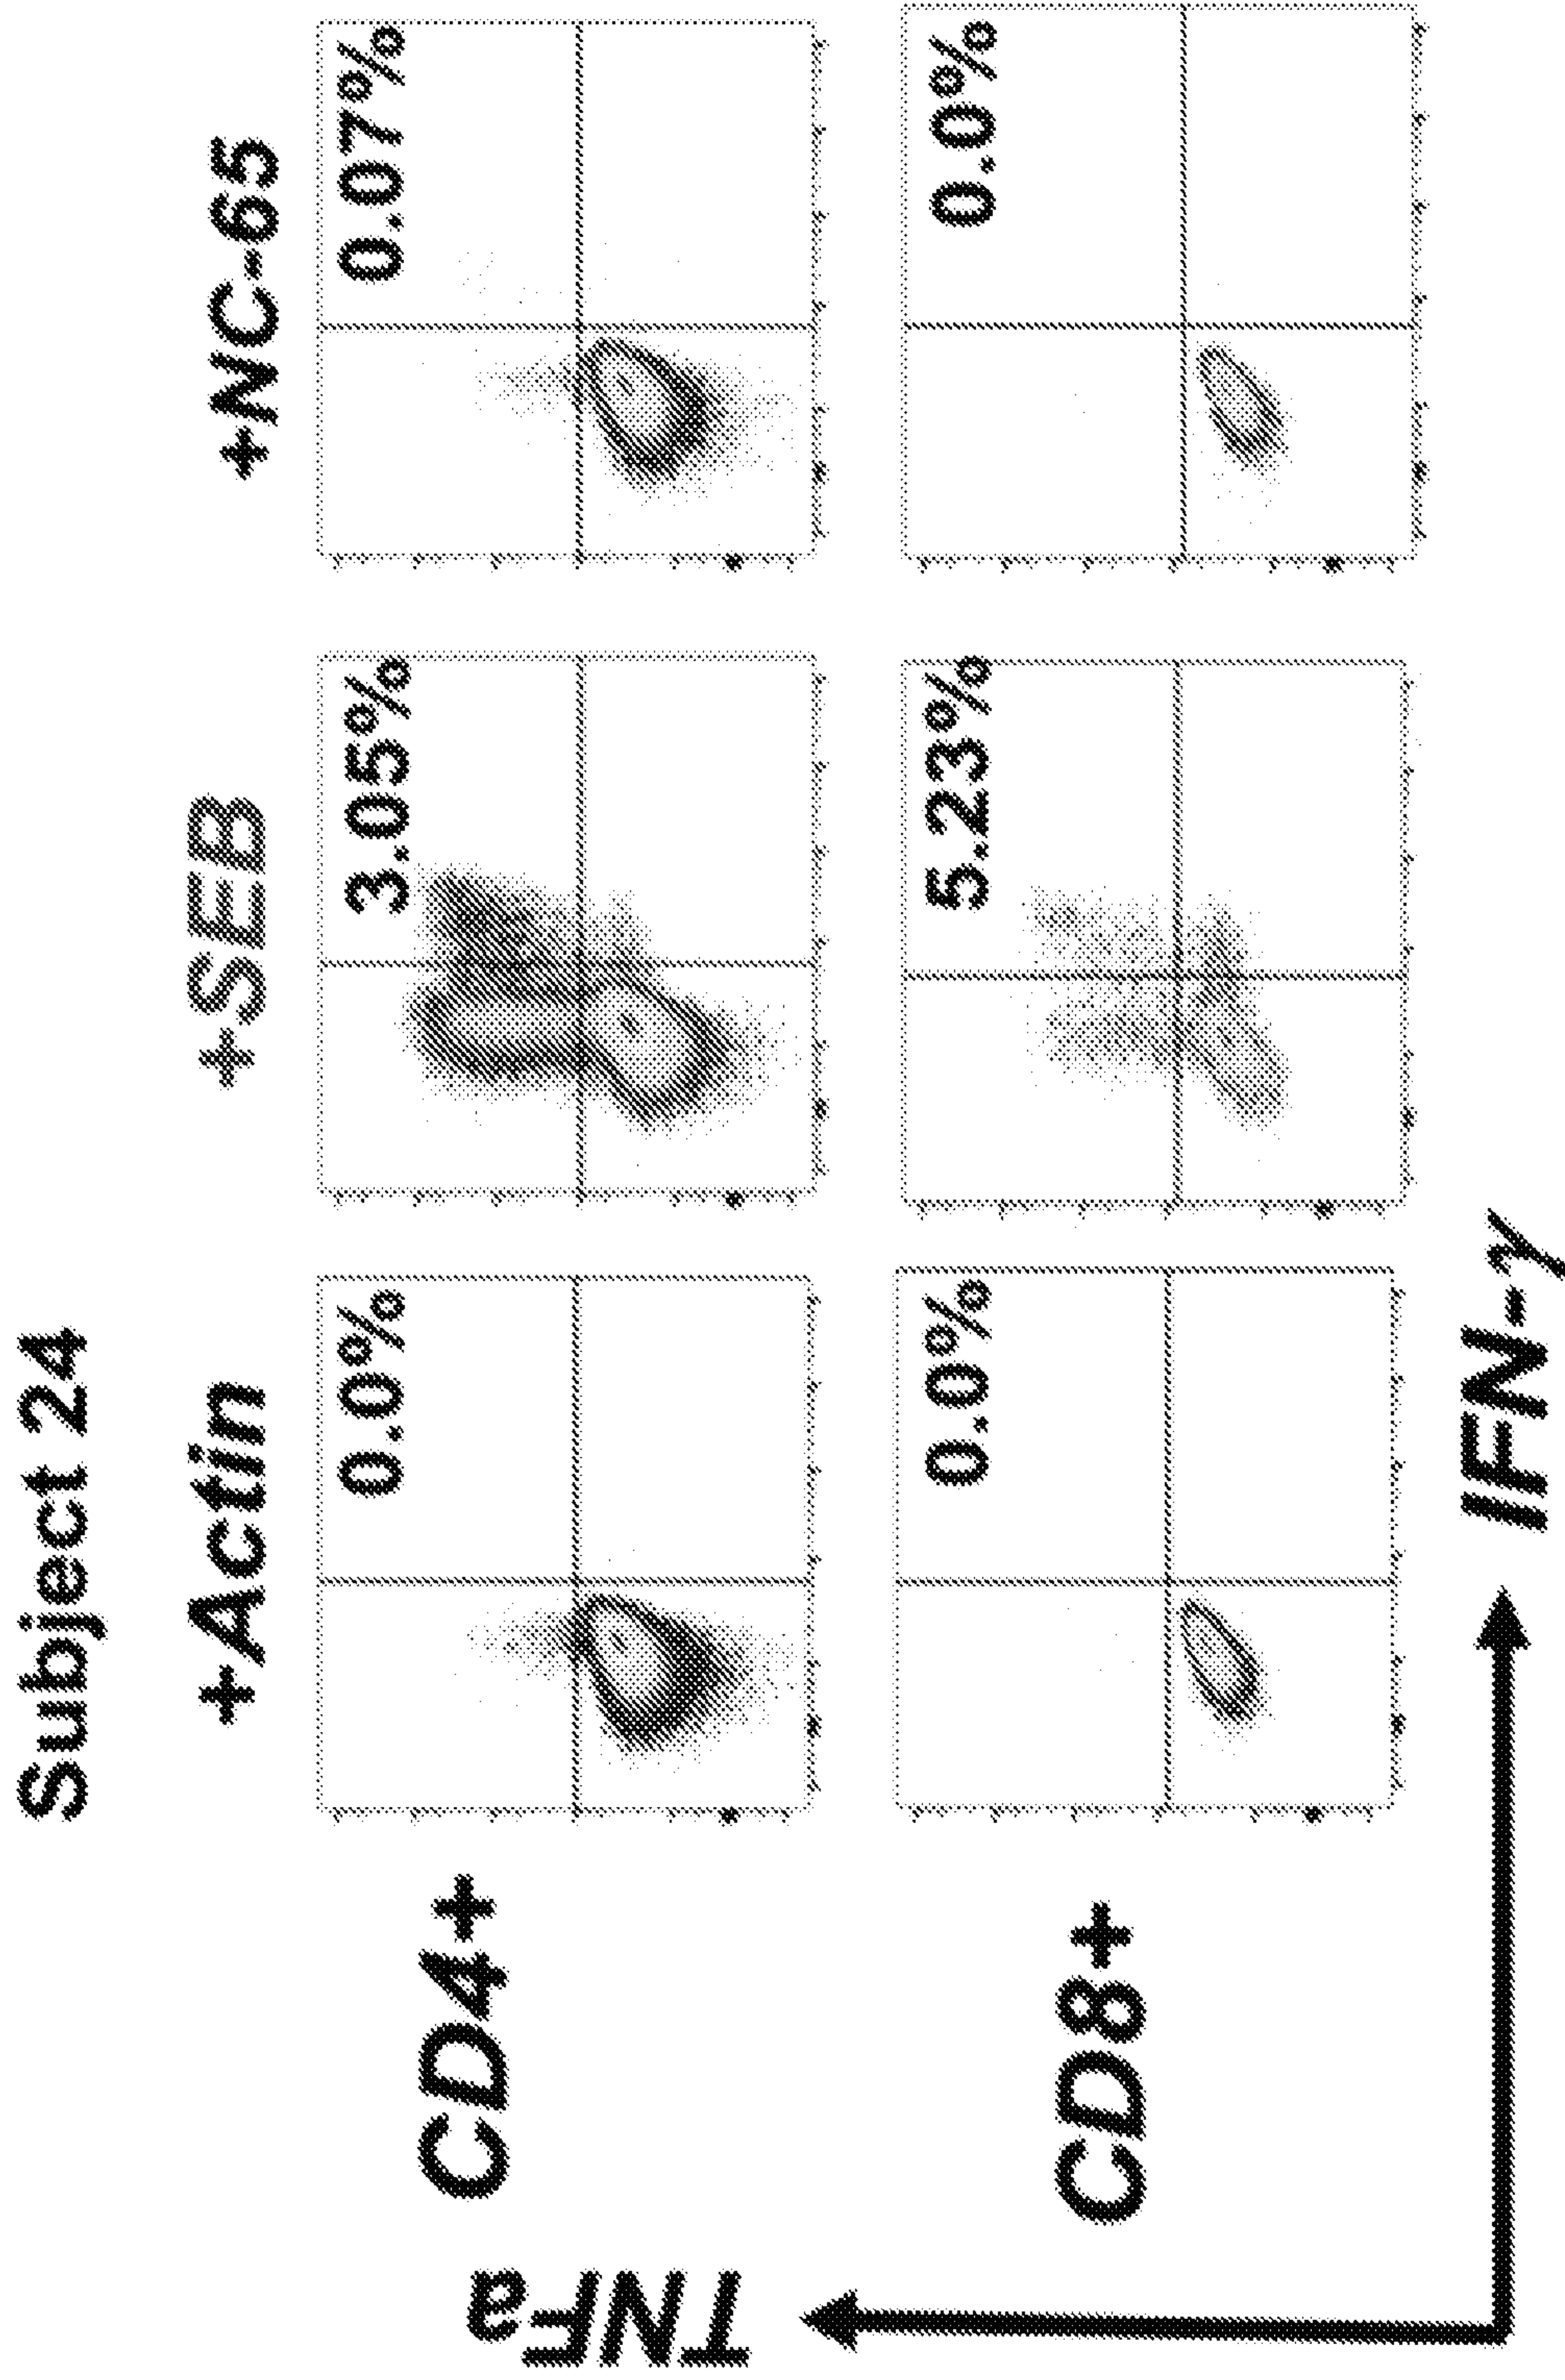 Subject 24
+Actin +SEB +NC-65
CD4+ 0.0% 3.05% 0.07%
TNFa
CD8+ 0.0% 5.23% 0.0%
IFN-γ